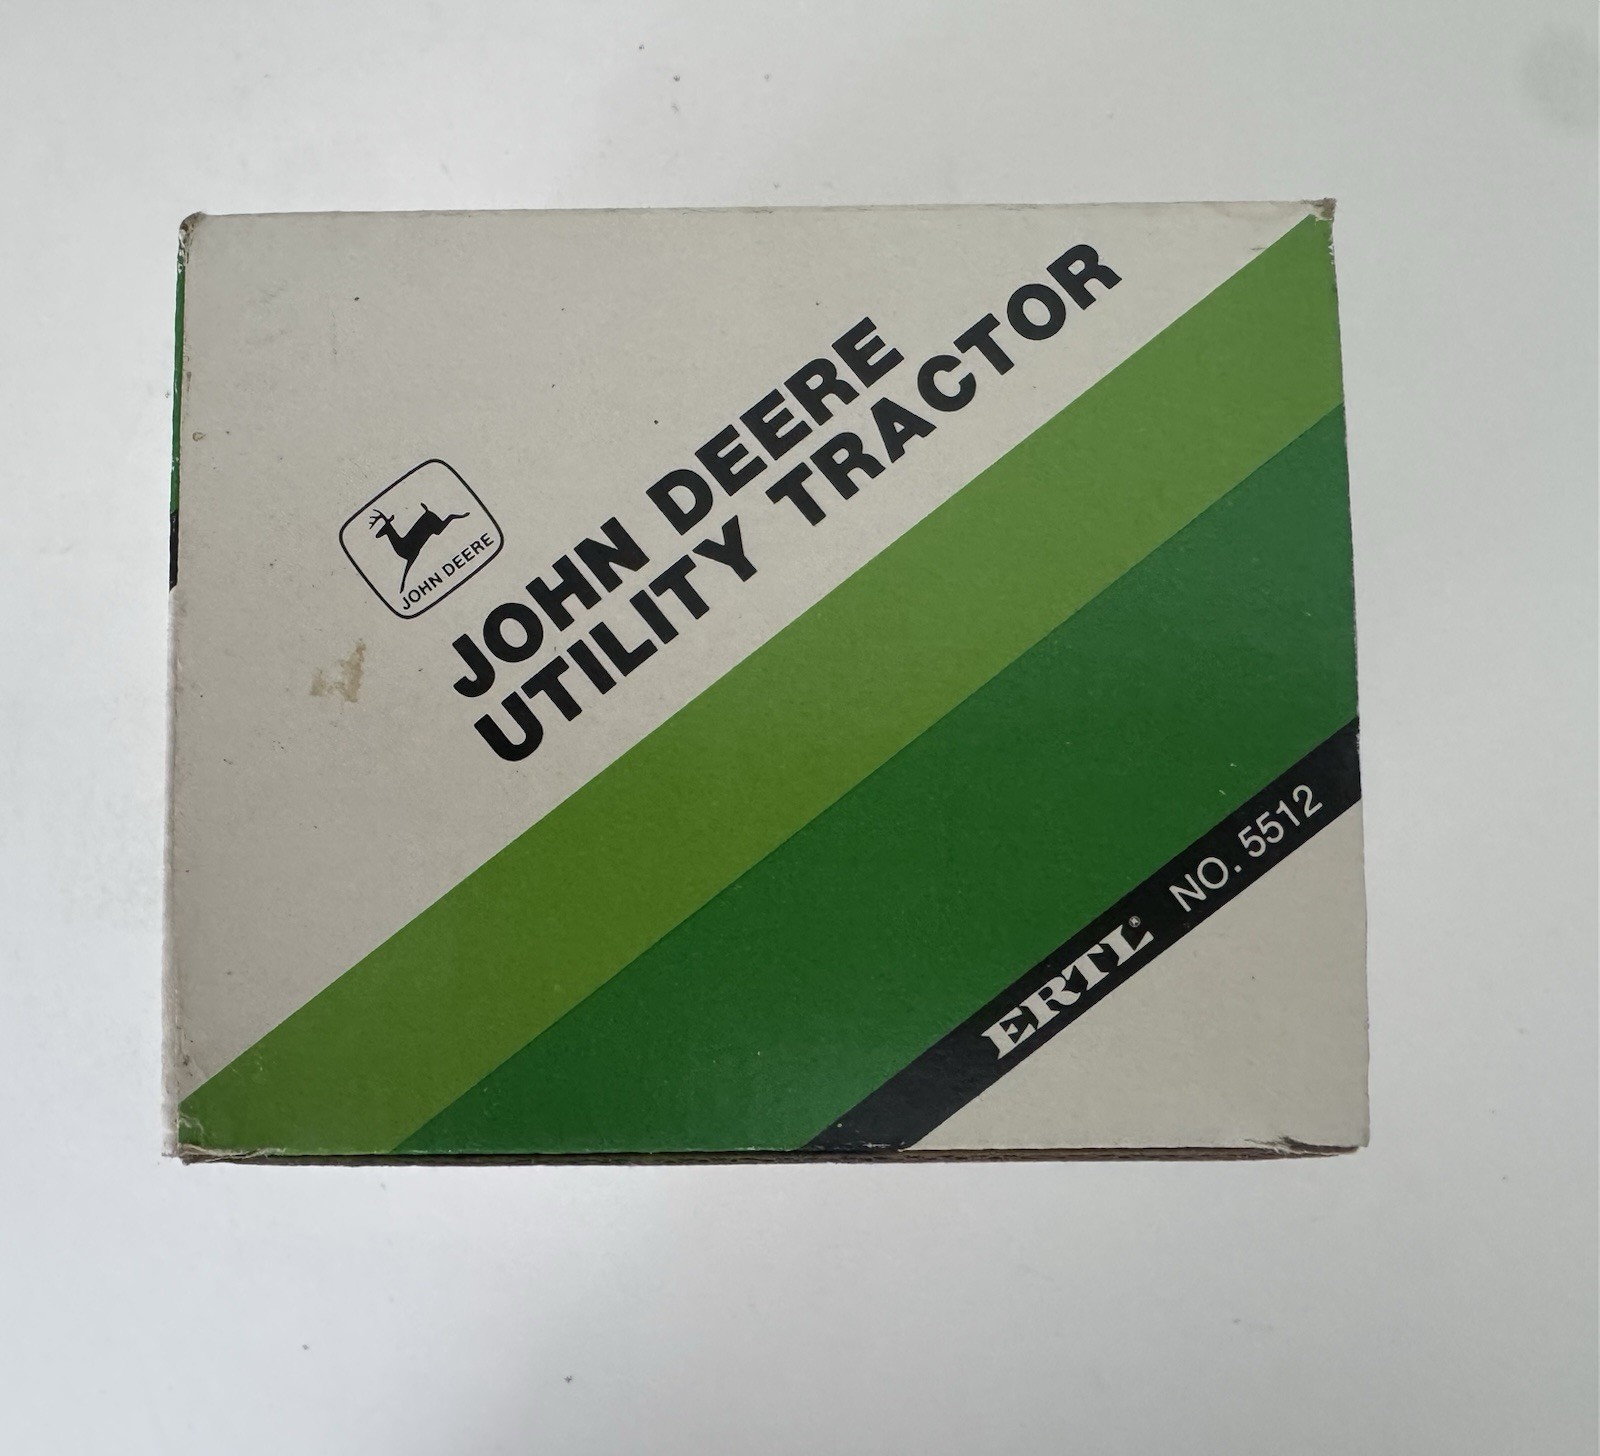 JOHN DEERE
JOHN DEERE
UTILITY TRACTOR
ERTL® NO. 5512